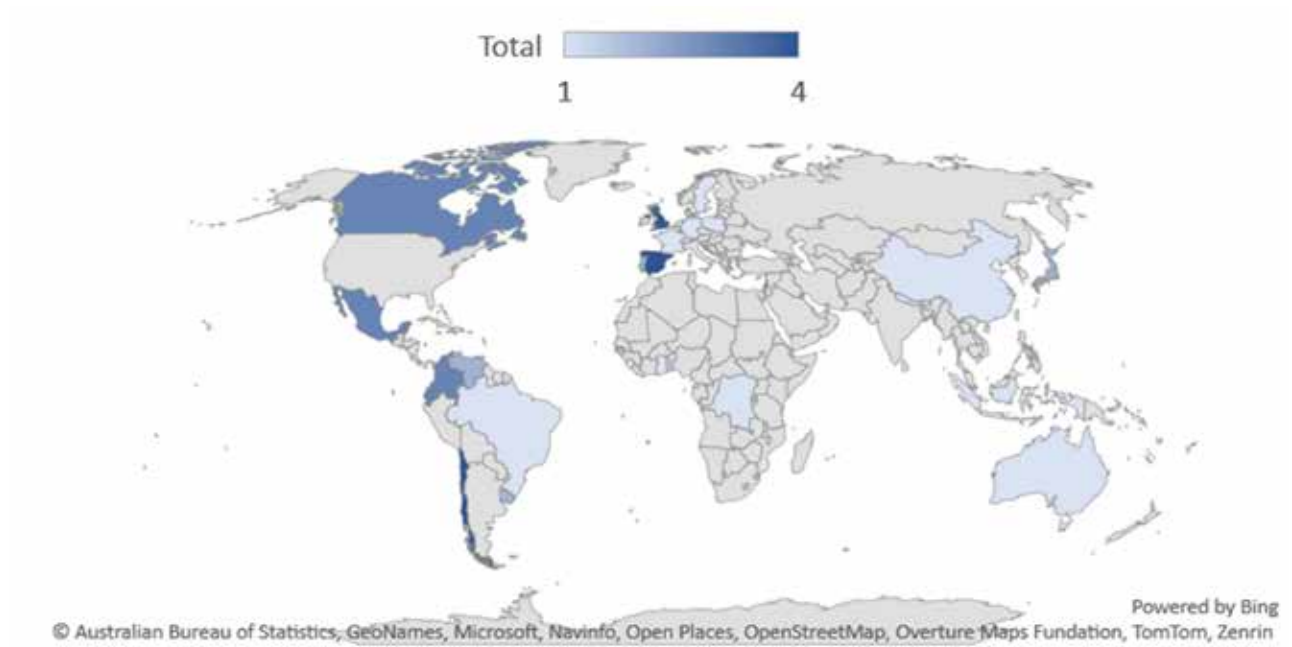 Total
1 4
Powered by Bing
© Australian Bureau of Statistics, GeoNames, Microsoft, Navinfo, Open Places, OpenStreetMap, Overture Maps Fundation, TomTom, Zenrin